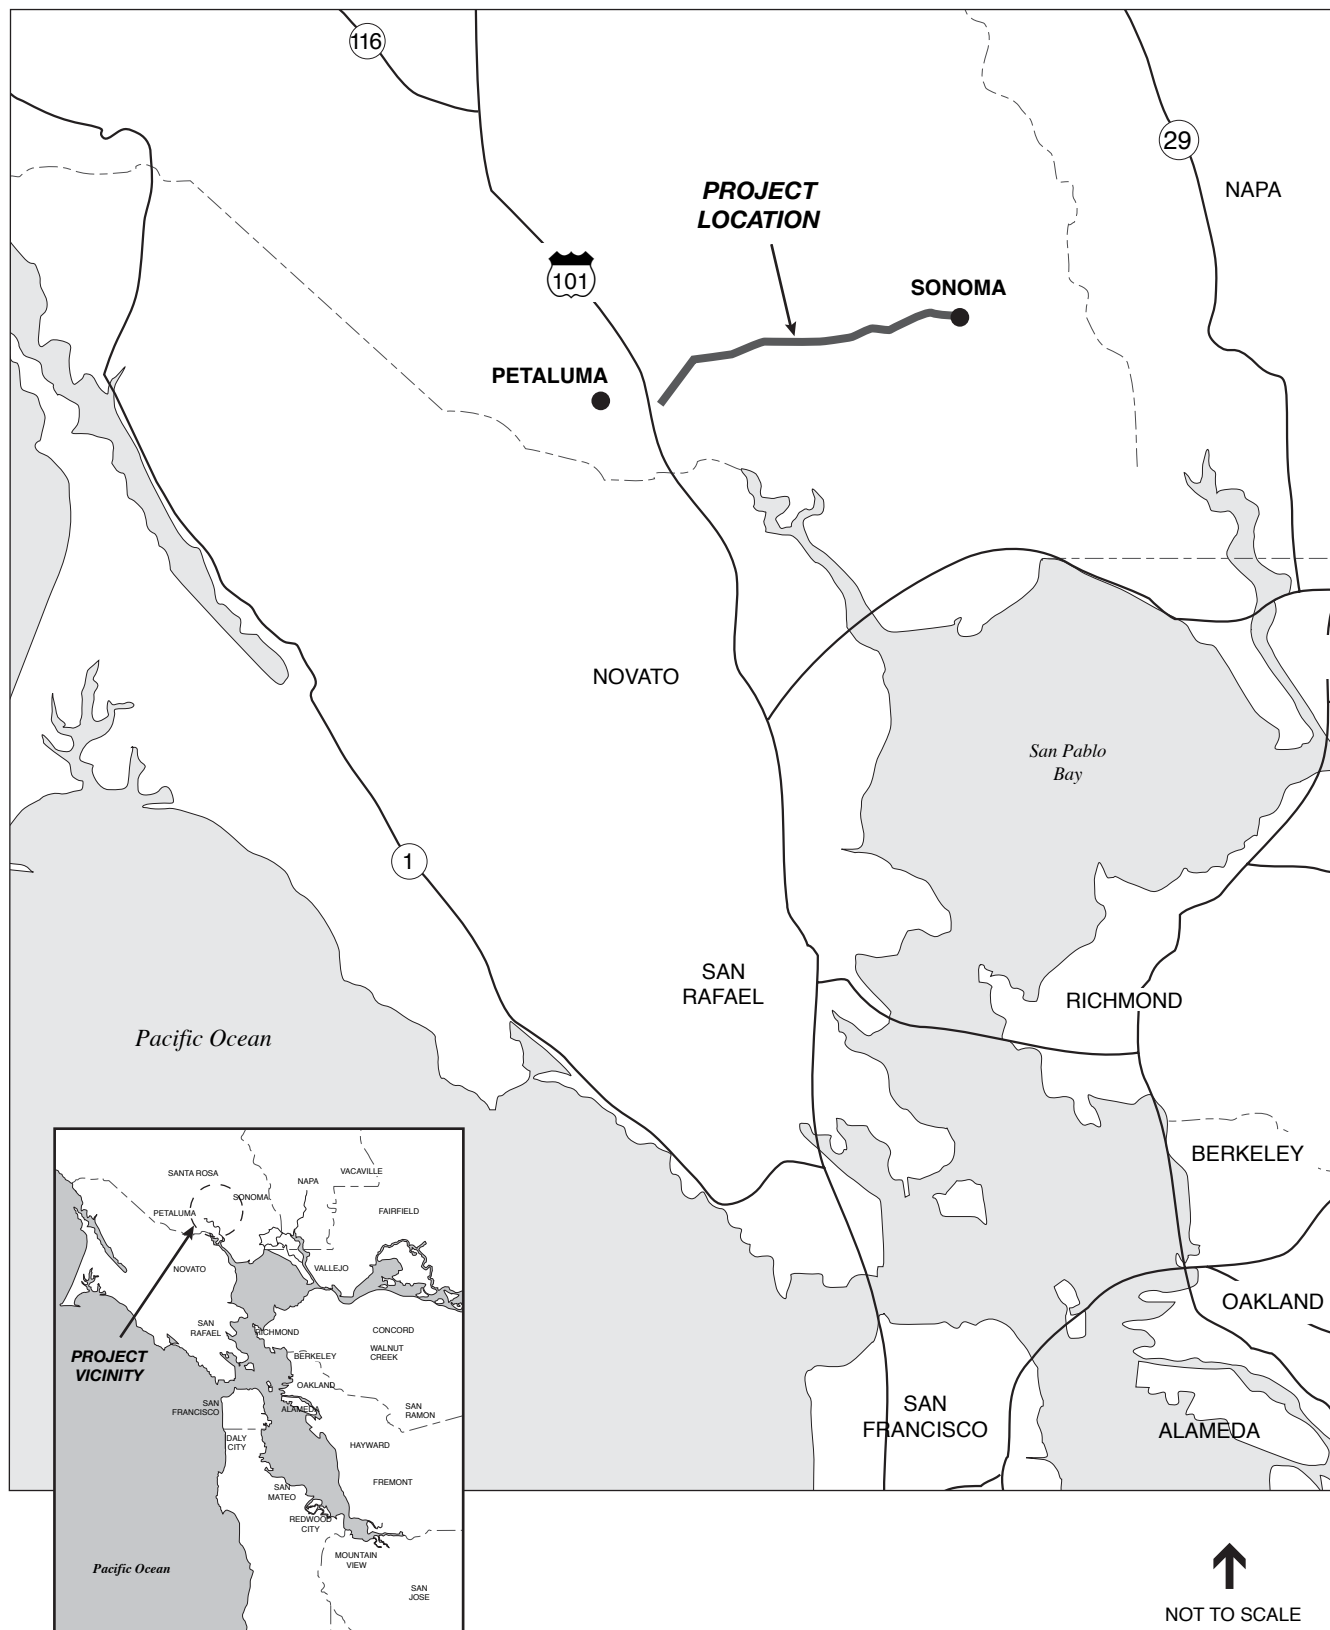 116
29
NAPA
PROJECT
LOCATION
101
SONOMA
PETALUMA
NOVATO
San Pablo
Bay
1
SAN
RAFAEL
RICHMOND
Pacific Ocean
BERKELEY
OAKLAND
SAN
FRANCISCO
ALAMEDA
SANTA ROSA
VACAVILLE
NAPA
SONOMA
PETALUMA
FAIRFIELD
NOVATO
VALLEJO
SAN
RAFAEL
RICHMOND
CONCORD
WALNUT
CREEK
BERKELEY
PROJECT
VICINITY
OAKLAND
SAN
FRANCISCO
ALAMEDA
SAN
RAMON
DALY
CITY
HAYWARD
FREMONT
SAN
MATEO
REDWOOD
CITY
MOUNTAIN
VIEW
Pacific Ocean
SAN
JOSE
NOT TO SCALE